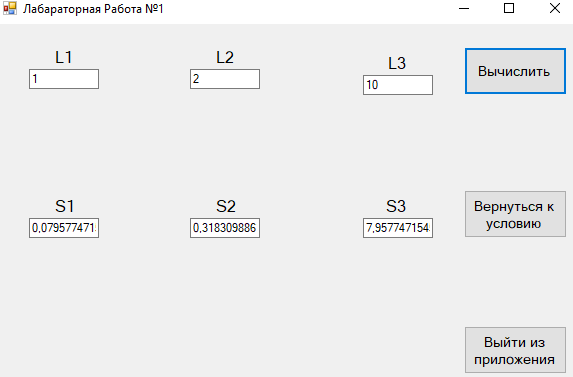 Лабараторная Работа №1
L1
L2
L3
1
2
10
Вычислить
S1
S2
S3
0,079577471
0,318309886
7,957747154
Вернуться к
условию
Выйти из
приложения